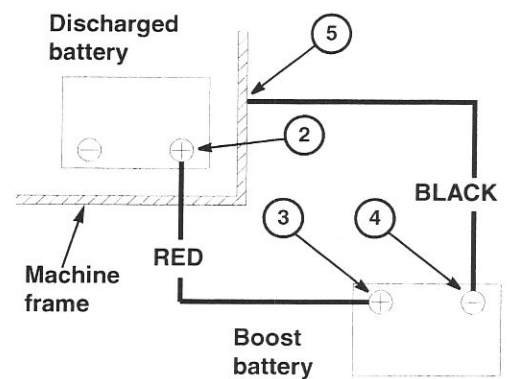 Discharged
battery
5
2
BLACK
3
4
RED
Machine
frame
Boost
battery